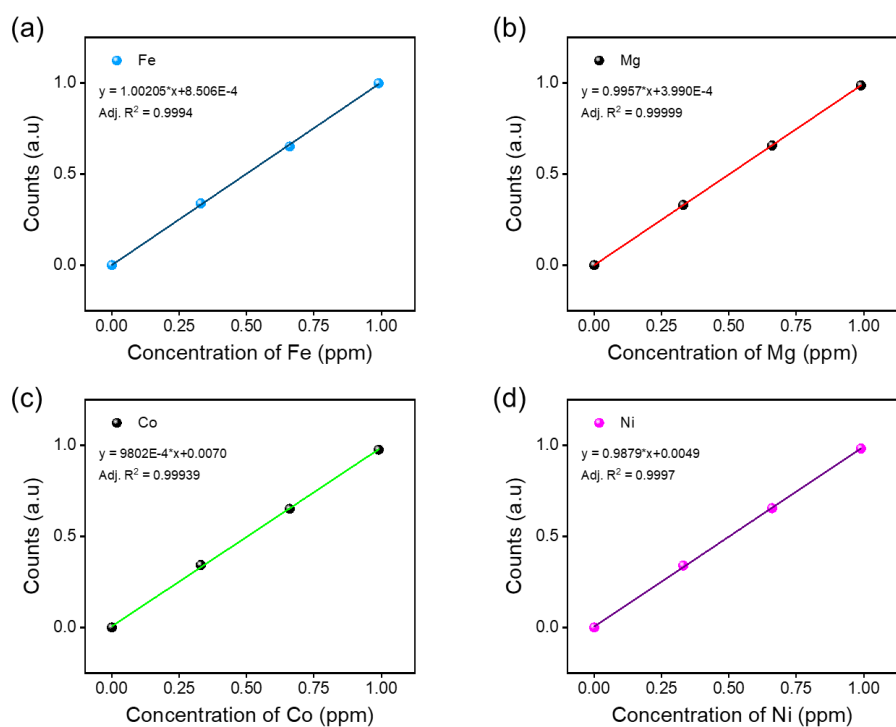 (a)
Fe
y = 1.00205*x+8.506E-4
Adj. R² = 0.9994
1.0
0.5
0.0
Counts (a.u)
0.00 0.25 0.50 0.75 1.00
Concentration of Fe (ppm)
(b)
Mg
y = 0.9957*x+3.990E-4
Adj. R² = 0.99999
1.0
0.5
0.0
Counts (a.u)
0.00 0.25 0.50 0.75 1.00
Concentration of Mg (ppm)
(c)
Co
y = 9802E-4*x+0.0070
Adj. R² = 0.99939
1.0
0.5
0.0
Counts (a.u)
0.00 0.25 0.50 0.75 1.00
Concentration of Co (ppm)
(d)
Ni
y = 0.9879*x+0.0049
Adj. R² = 0.9997
1.0
0.5
0.0
Counts (a.u)
0.00 0.25 0.50 0.75 1.00
Concentration of Ni (ppm)